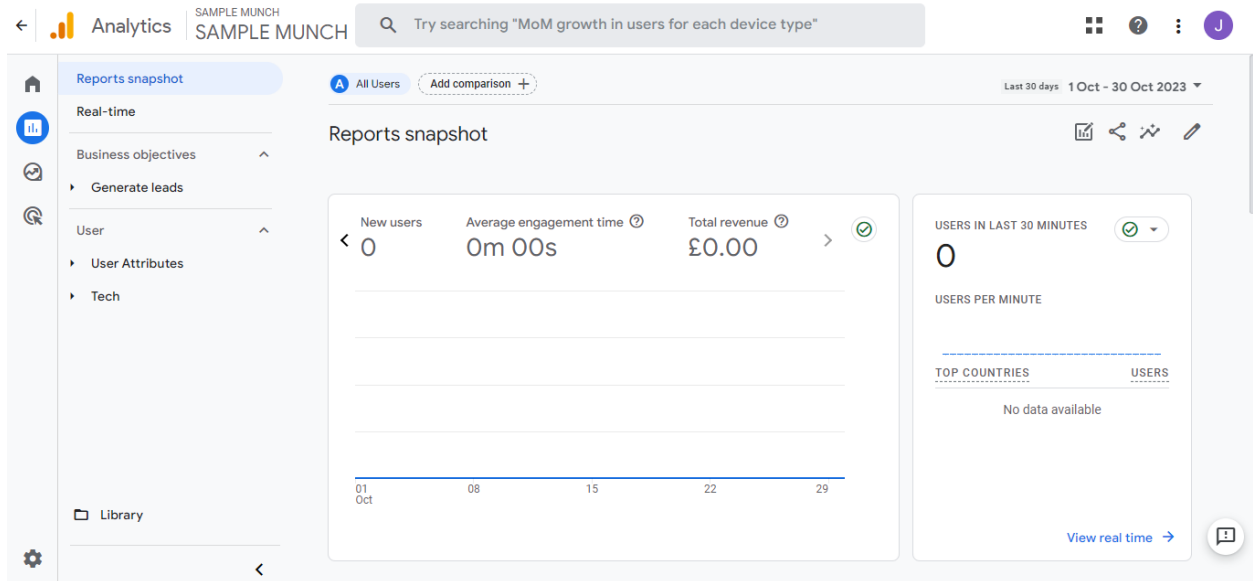 Analytics
SAMPLE MUNCH
SAMPLE MUNCH
Try searching "MoM growth in users for each device type"
J
Reports snapshot
Real-time
Business objectives
Generate leads
User
User Attributes
Tech
Library
A All Users
Add comparison
Last 30 days 1 Oct - 30 Oct 2023
Reports snapshot
New users
0
Average engagement time
0m 00s
Total revenue
£0.00
01
Oct
08
15
22
29
USERS IN LAST 30 MINUTES
0
USERS PER MINUTE
TOP COUNTRIES USERS
No data available
View real time